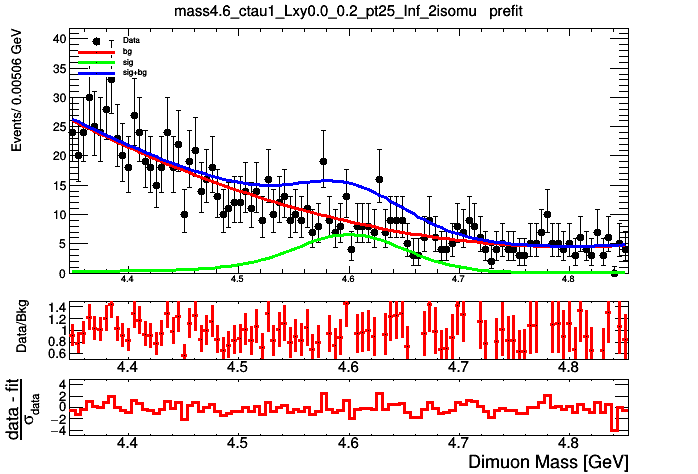 mass4.6_ctau1_Lxy0.0_0.2_pt25_Inf_2isomu prefit
Events/ 0.00506 GeV
40
35
30
25
20
15
10
5
0
Data
bg
sig
sig+bg
4.4 4.5 4.6 4.7 4.8
Data/Bkg
1.4
1.2
1
0.8
0.6
4.4 4.5 4.6 4.7 4.8
data - fit
σdata
4
2
0
−2
−4
4.4 4.5 4.6 4.7 4.8
Dimuon Mass [GeV]